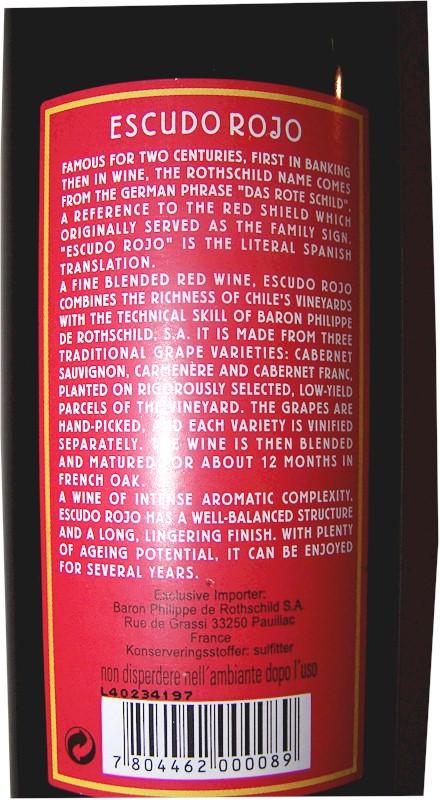 ESCUDO ROJO
FAMOUS FOR TWO CENTURIES, FIRST IN BANKING
THEN IN WINE, THE ROTHSCHILD NAME COMES
FROM THE GERMAN PHRASE "DAS ROTE SCHILD",
A REFERENCE TO THE RED SHIELD WHICH
ORIGINALLY SERVED AS THE FAMILY SIGN.
"ESCUDO ROJO" IS THE LITERAL SPANISH
TRANSLATION.
A FINE BLENDED RED WINE, ESCUDO ROJO
COMBINES THE RICHNESS OF CHILE'S VINEYARDS
WITH THE TECHNICAL SKILL OF BARON PHILIPPE
DE ROTHSCHILD, S.A. IT IS MADE FROM THREE
TRADITIONAL GRAPE VARIETIES: CABERNET
SAUVIGNON, CARMENÈRE AND CABERNET FRANC,
PLANTED ON RIGOROUSLY SELECTED, LOW-YIELD
PARCELS OF THE VINEYARD. THE GRAPES ARE
HAND-PICKED, AND EACH VARIETY IS VINIFIED
SEPARATELY. THE WINE IS THEN BLENDED
AND MATURED FOR ABOUT 12 MONTHS IN
FRENCH OAK.
A WINE OF INTENSE AROMATIC COMPLEXITY,
ESCUDO ROJO HAS A WELL-BALANCED STRUCTURE
AND A LONG, LINGERING FINISH. WITH PLENTY
OF AGEING POTENTIAL, IT CAN BE ENJOYED
FOR SEVERAL YEARS.
Exclusive Importer:
Baron Philippe de Rothschild S.A.
Rue de Grassi 33250 Pauillac
France
Konserveringsstoffer: sulfitter
non disperdere nell'ambiante dopo l'uso
L40234197
7 804462 000089